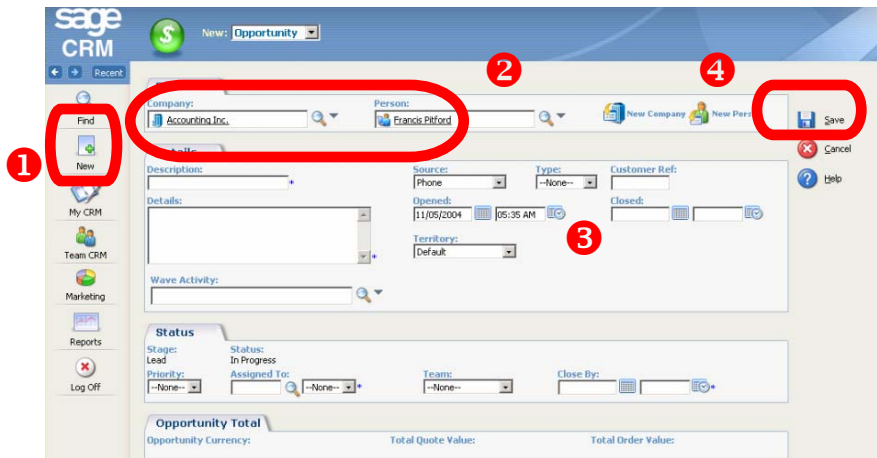 sage
CRM
New: Opportunity
Recent
2
4
1
3
Find
New
My CRM
Team CRM
Marketing
Reports
Log Off
Company: Person:
Accounting Inc. Francis Pitford New Company New Pers
Save
Cancel
Help
Details
Description: Source: Type: Customer Ref:
* Phone --None--
Details: Opened: Closed:
11/05/2004 05:35 AM
Territory:
* Default
Wave Activity:
Status
Stage: Status:
Lead In Progress
Priority: Assigned To: Team: Close By:
--None-- --None-- * --None-- *
Opportunity Total
Opportunity Currency: Total Quote Value: Total Order Value: